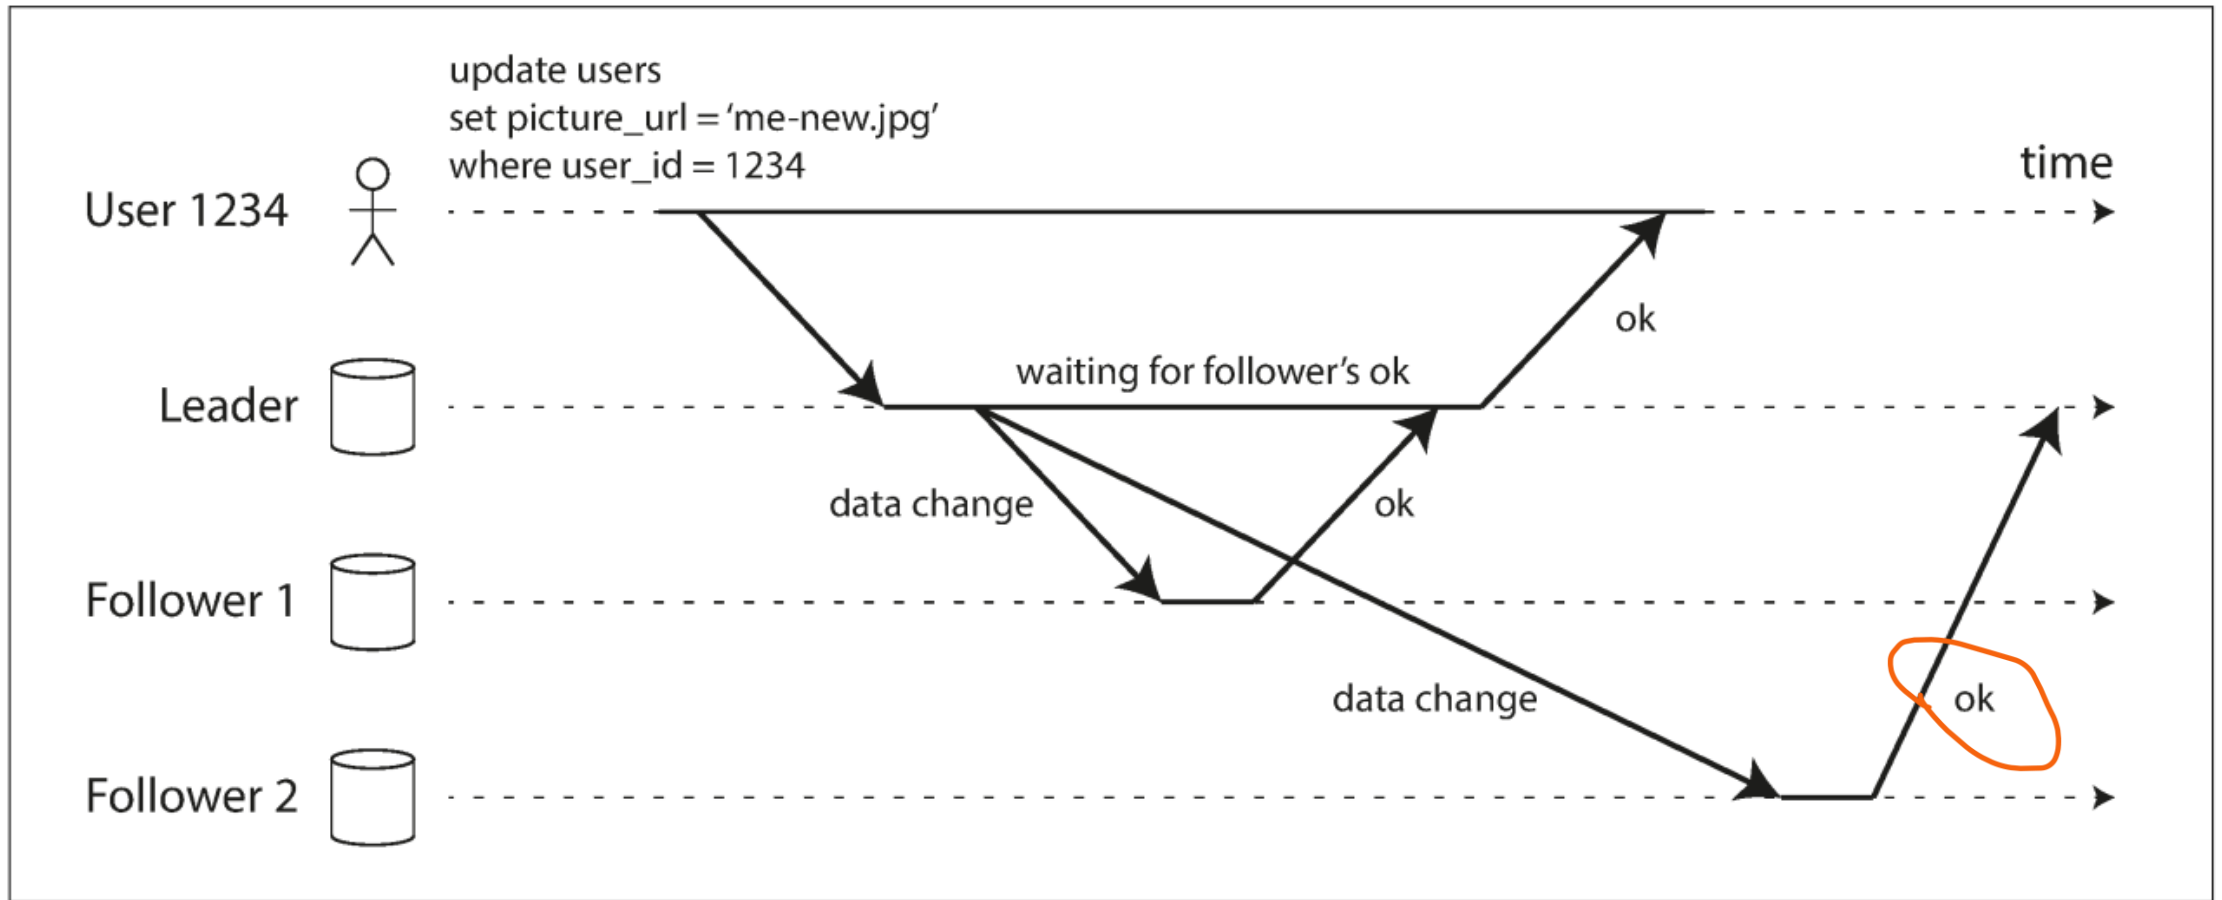 update users
set picture_url = ‘me-new.jpg’
where user_id = 1234
time
User 1234
ok
waiting for follower’s ok
Leader
data change
ok
Follower 1
data change
ok
Follower 2